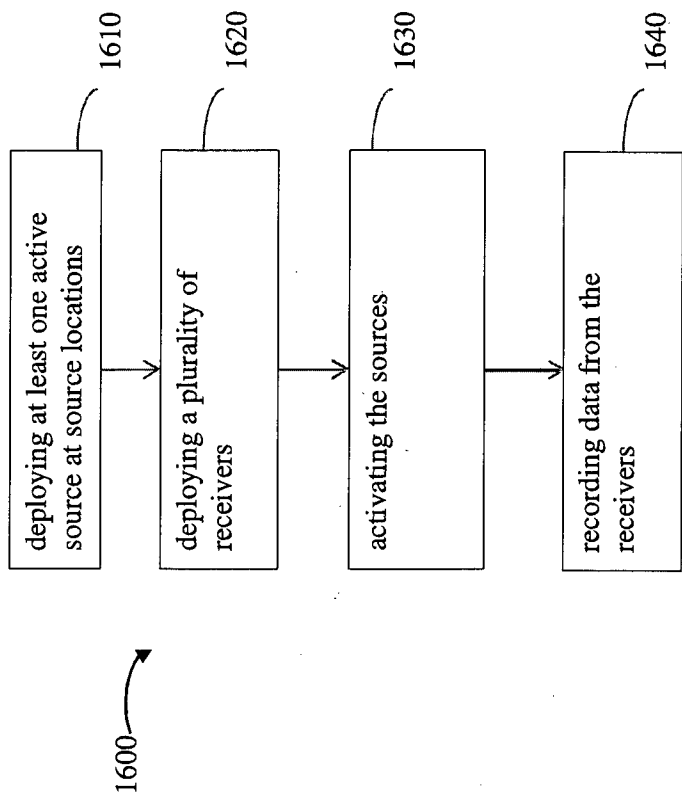 1600
deploying at least one active
source at source locations
1610
deploying a plurality of
receivers
1620
activating the sources
1630
recording data from the
receivers
1640